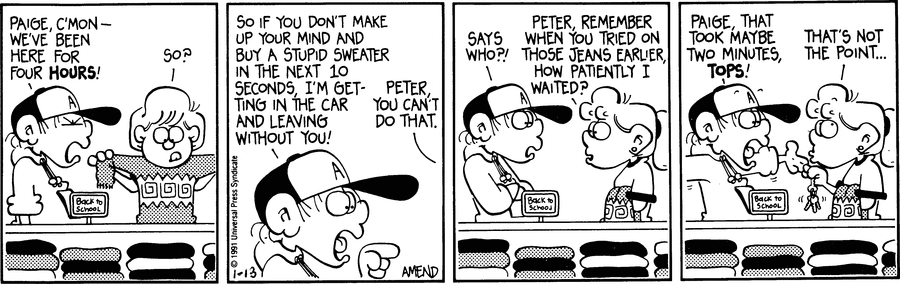 PAIGE, C'MON—
WE'VE BEEN
HERE FOR
FOUR HOURS!
SO?
A
Back to
School
SO IF YOU DON'T MAKE
UP YOUR MIND AND
BUY A STUPID SWEATER
IN THE NEXT 10
SECONDS, I'M GET-
TING IN THE CAR
AND LEAVING
WITHOUT YOU!
PETER,
YOU CAN'T
DO THAT.
A
© 1991 Universal Press Syndicate
1-13
AMEND
SAYS
WHO?!
PETER, REMEMBER
WHEN YOU TRIED ON
THOSE JEANS EARLIER,
HOW PATIENTLY I
WAITED?
A
Back to
School
PAIGE, THAT
TOOK MAYBE
TWO MINUTES,
TOPS!
THAT'S NOT
THE POINT...
A
Back to
School